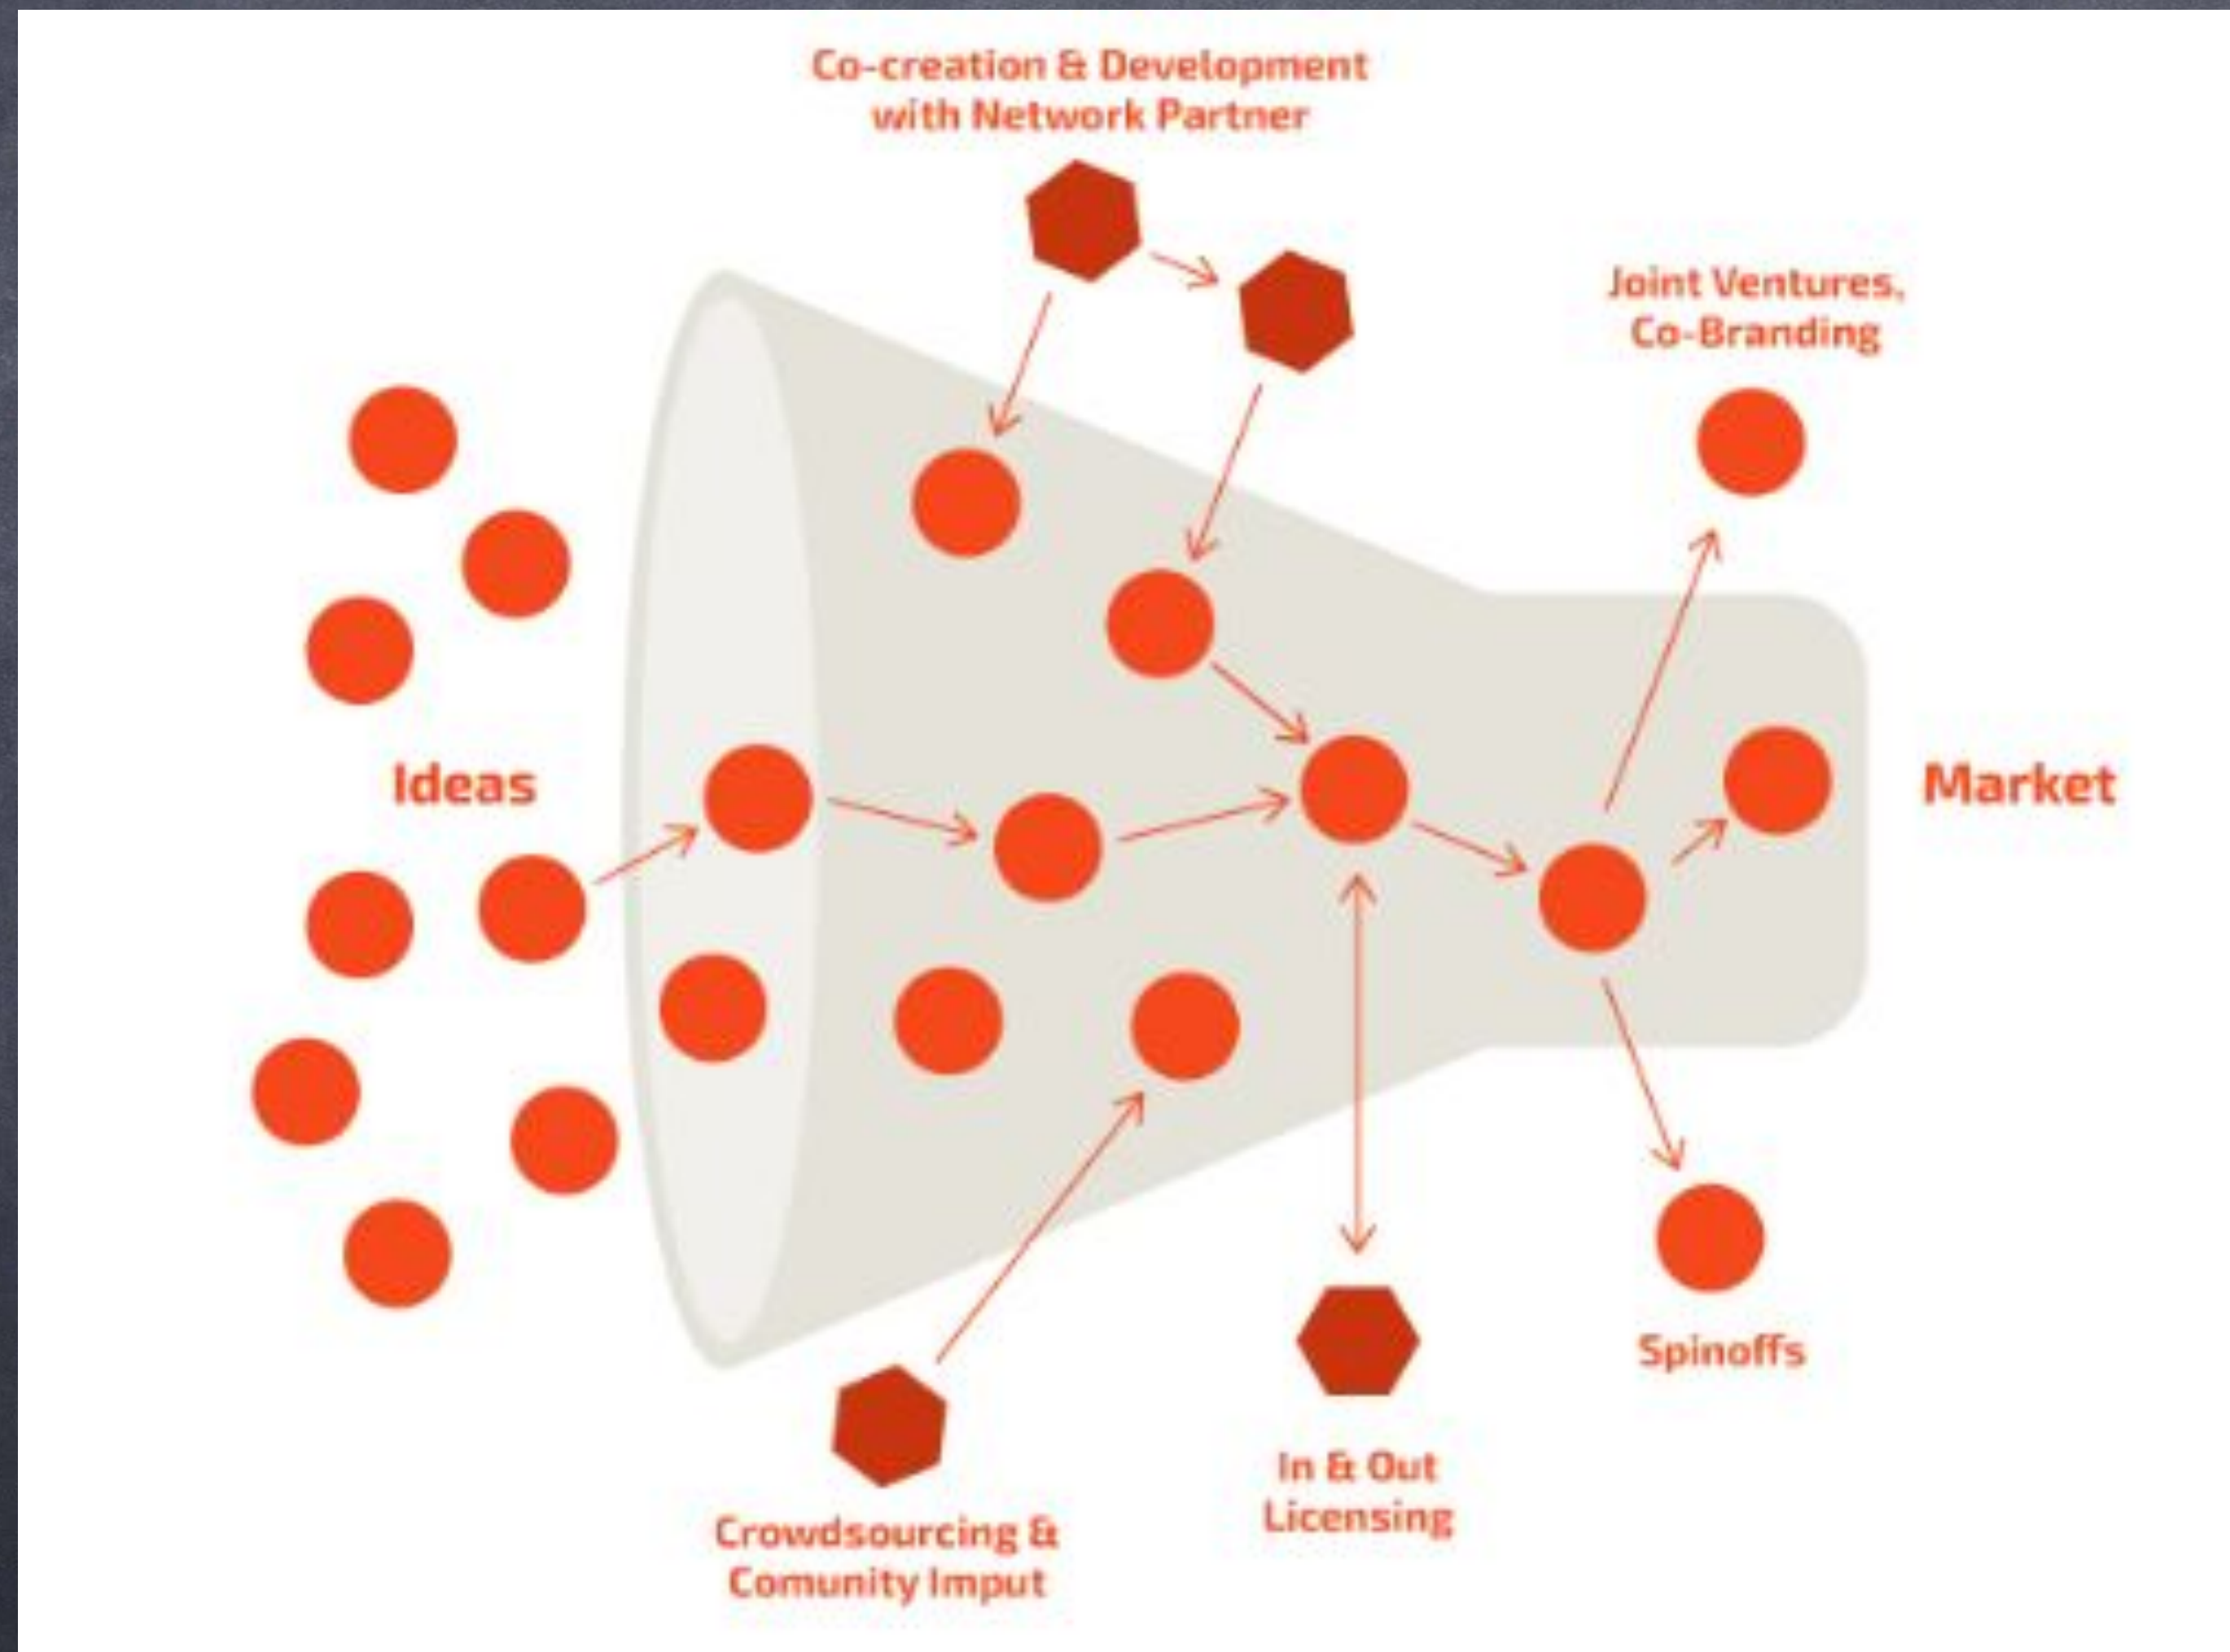 Co-creation & Development
with Network Partner
Joint Ventures,
Co-Branding
Ideas
Market
Spinoffs
In & Out
Licensing
Crowdsourcing &
Comunity Imput